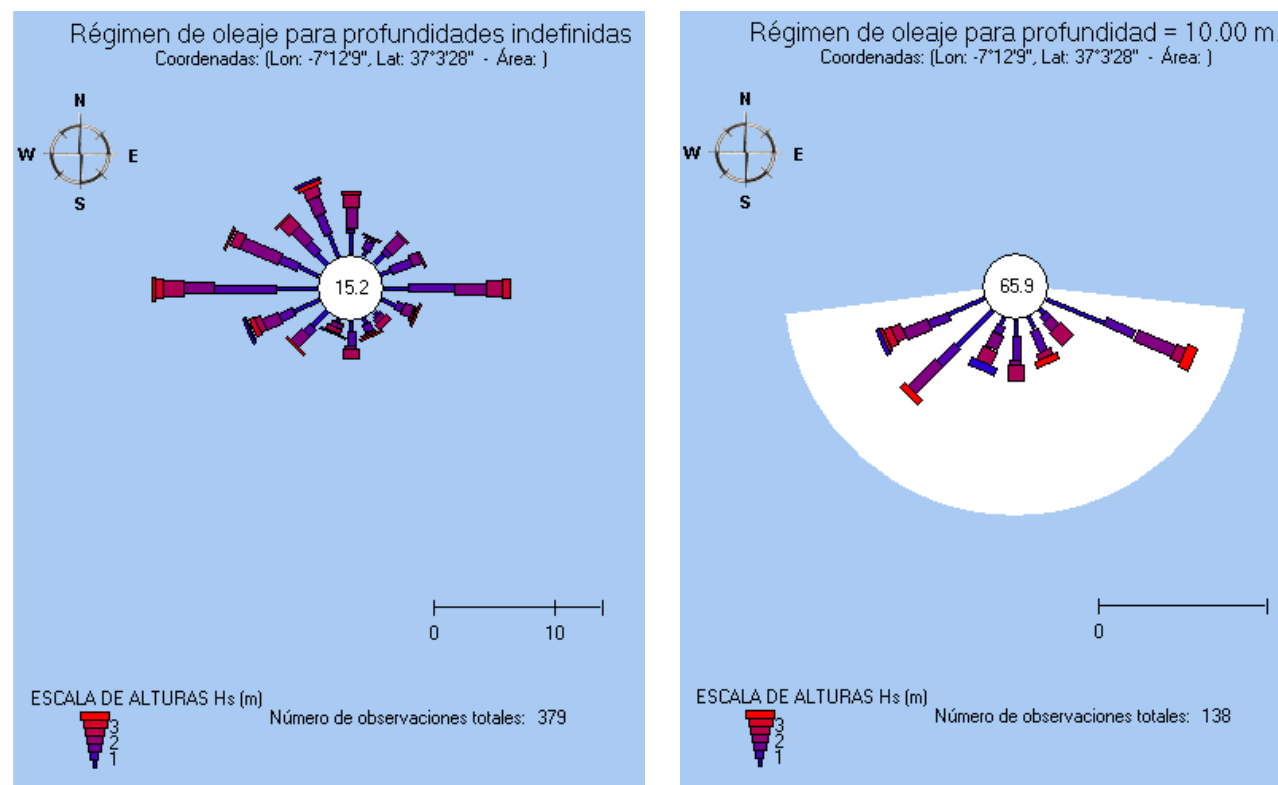 Régimen de oleaje para profundidades indefinidas
Coordenadas: (Lon: -7°12'9", Lat: 37°3'28" - Área: )
N
W
E
S
15.2
0
10
ESCALA DE ALTURAS Hs (m)
3
2
1
Número de observaciones totales: 379
Régimen de oleaje para profundidad = 10.00 m.
Coordenadas: (Lon: -7°12'9", Lat: 37°3'28" - Área: )
N
W
E
S
65.9
0
ESCALA DE ALTURAS Hs (m)
3
2
1
Número de observaciones totales: 138